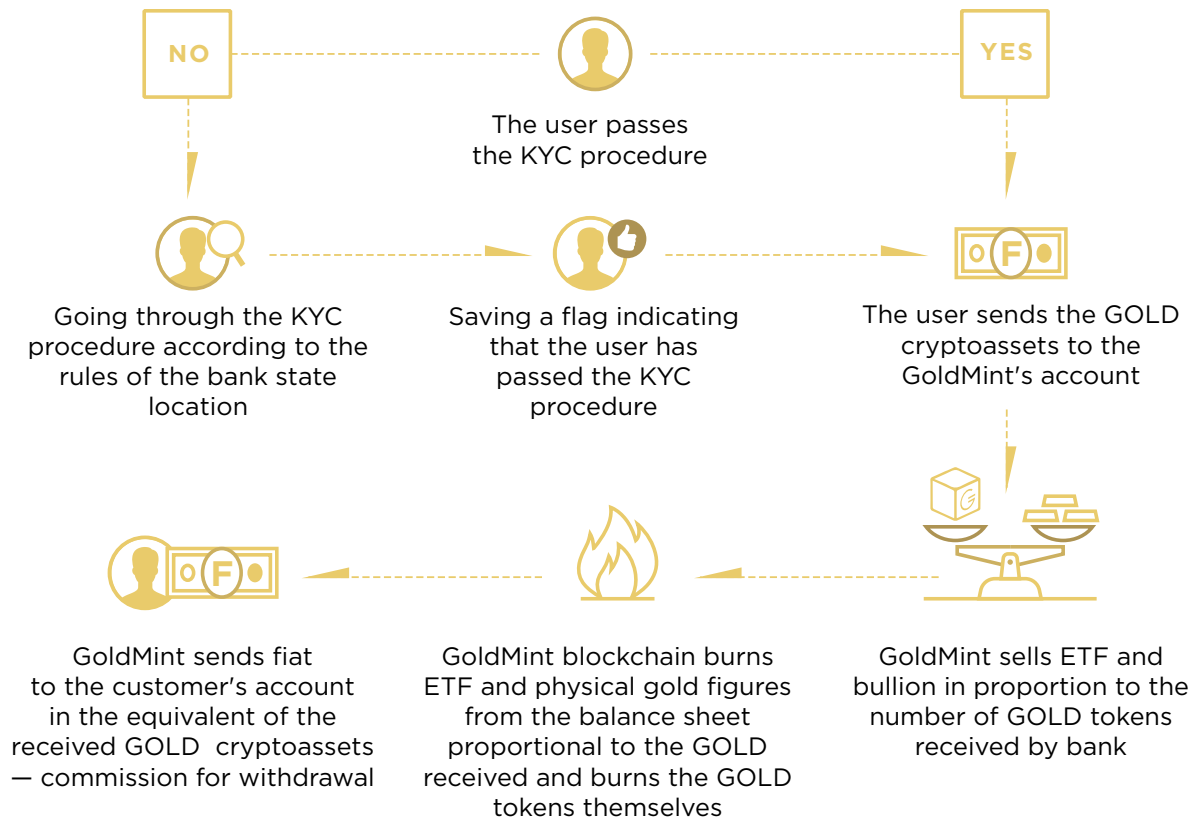 NO
YES
The user passes
the KYC procedure
F
Going through the KYC
procedure according to the
rules of the bank state
location
Saving a flag indicating
that the user has
passed the KYC
procedure
The user sends the GOLD
cryptoassets to the
GoldMint's account
G
F
GoldMint sends fiat
to the customer's account
in the equivalent of the
received GOLD cryptoassets
— commission for withdrawal
GoldMint blockchain burns
ETF and physical gold figures
from the balance sheet
proportional to the GOLD
received and burns the GOLD
tokens themselves
GoldMint sells ETF and
bullion in proportion to the
number of GOLD tokens
received by bank